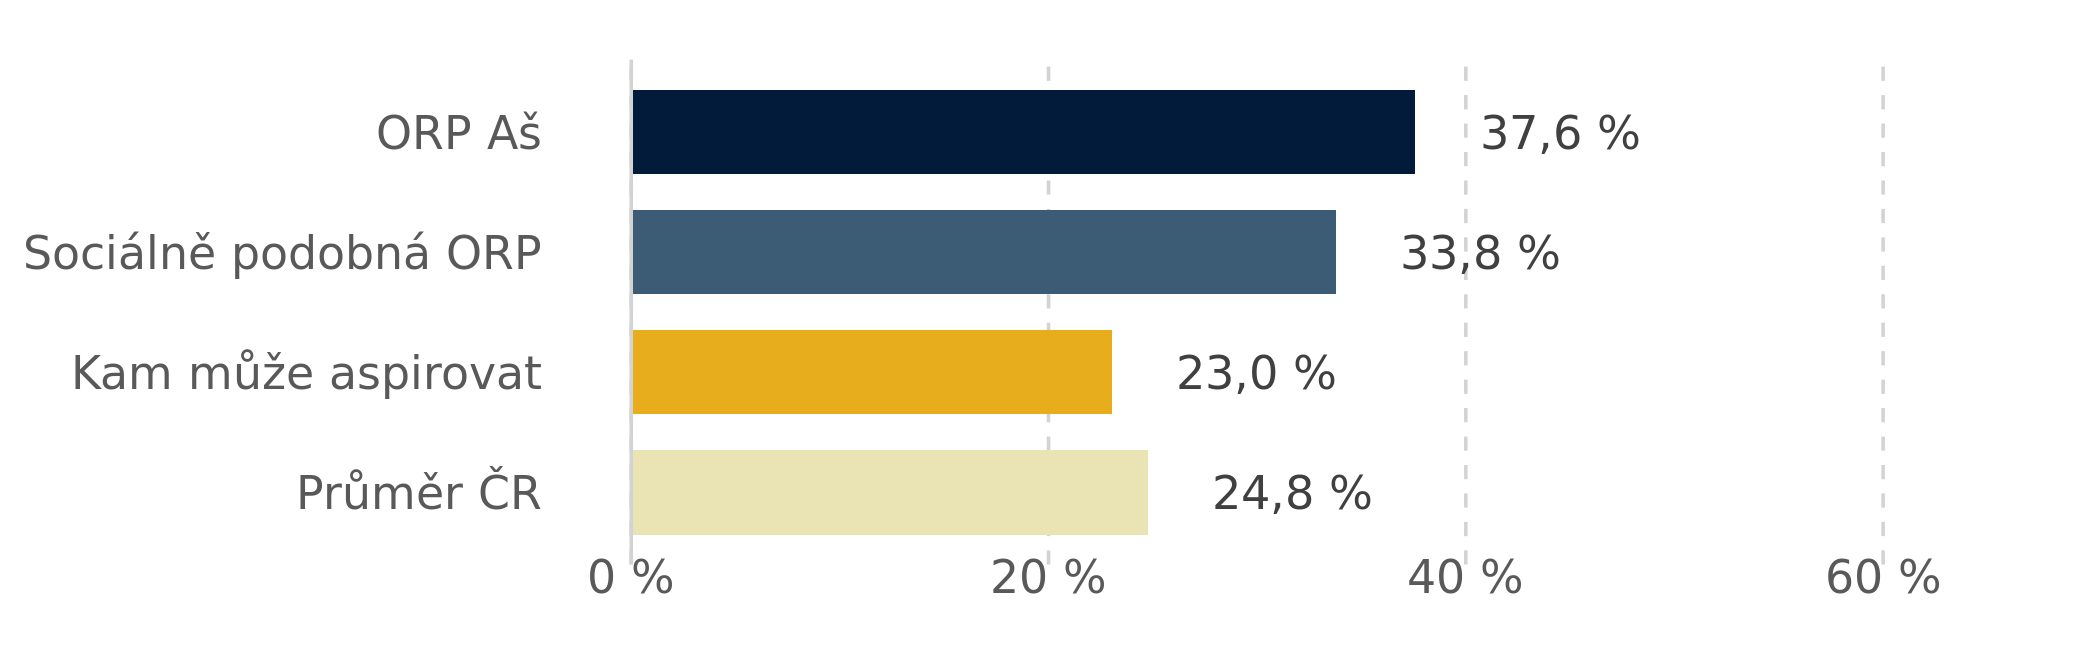 ORP Aš 37,6 %
Sociálně podobná ORP 33,8 %
Kam může aspirovat 23,0 %
Průměr ČR 24,8 %
0 % 20 % 40 % 60 %